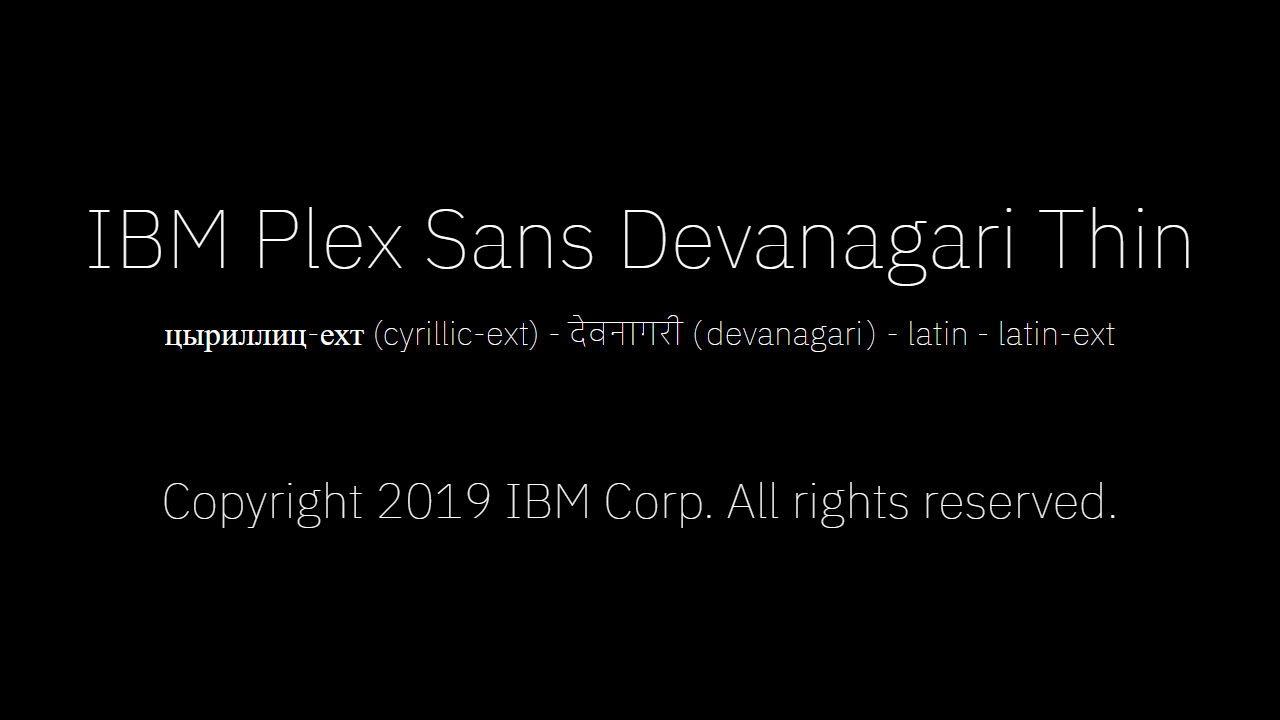 IBM Plex Sans Devanagari Thin
цыриллиц-ехт (cyrillic-ext) - देवनागरी (devanagari) - latin - latin-ext
Copyright 2019 IBM Corp. All rights reserved.